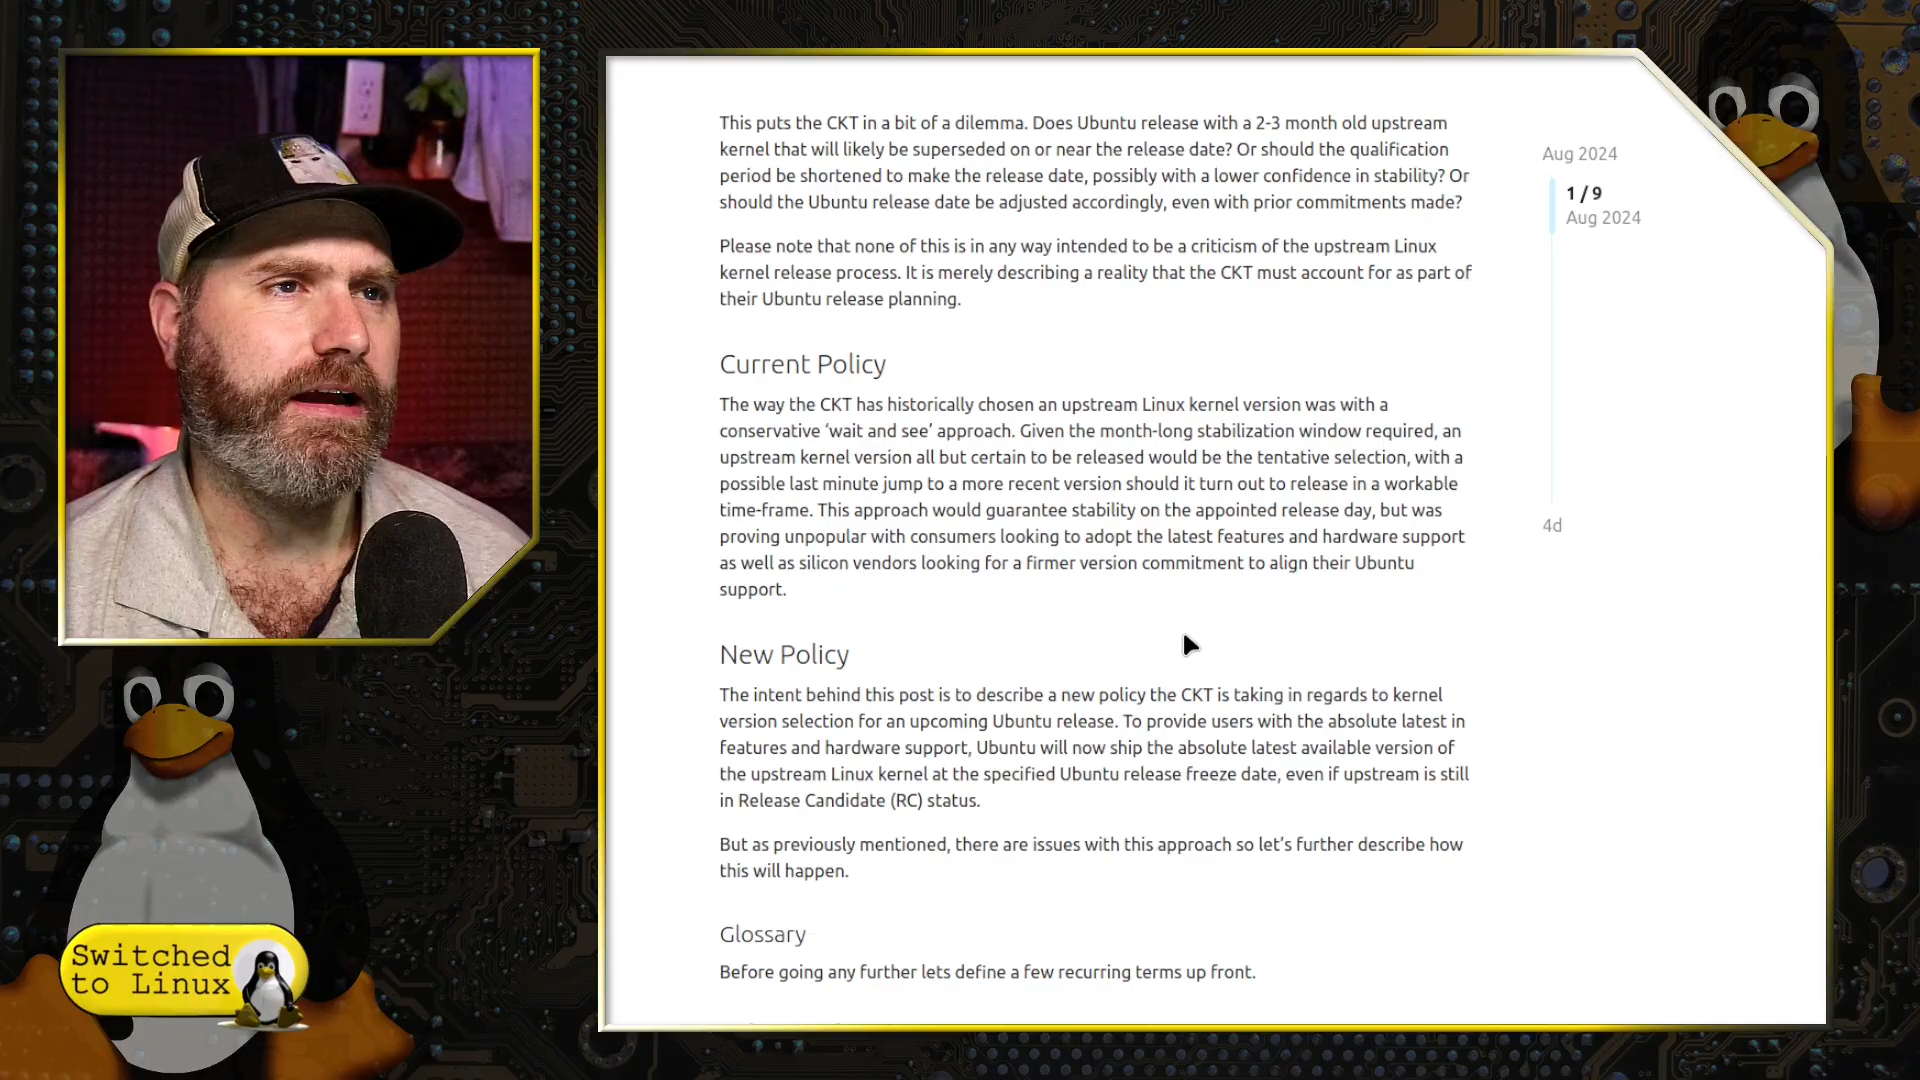 This puts the CKT in a bit of a dilemma. Does Ubuntu release with a 2-3 month old upstream
kernel that will likely be superseded on or near the release date? Or should the qualification
period be shortened to make the release date, possibly with a lower confidence in stability? Or
should the Ubuntu release date be adjusted accordingly, even with prior commitments made?
Please note that none of this is in any way intended to be a criticism of the upstream Linux
kernel release process. It is merely describing a reality that the CKT must account for as part of
their Ubuntu release planning.
Current Policy
The way the CKT has historically chosen an upstream Linux kernel version was with a
conservative ‘wait and see’ approach. Given the month-long stabilization window required, an
upstream kernel version all but certain to be released would be the tentative selection, with a
possible last minute jump to a more recent version should it turn out to release in a workable
time-frame. This approach would guarantee stability on the appointed release day, but was
proving unpopular with consumers looking to adopt the latest features and hardware support
as well as silicon vendors looking for a firmer version commitment to align their Ubuntu
support.
New Policy
The intent behind this post is to describe a new policy the CKT is taking in regards to kernel
version selection for an upcoming Ubuntu release. To provide users with the absolute latest in
features and hardware support, Ubuntu will now ship the absolute latest available version of
the upstream Linux kernel at the specified Ubuntu release freeze date, even if upstream is still
in Release Candidate (RC) status.
But as previously mentioned, there are issues with this approach so let’s further describe how
this will happen.
Glossary
Before going any further lets define a few recurring terms up front.
Aug 2024
1 / 9
Aug 2024
4d
Switched
to Linux